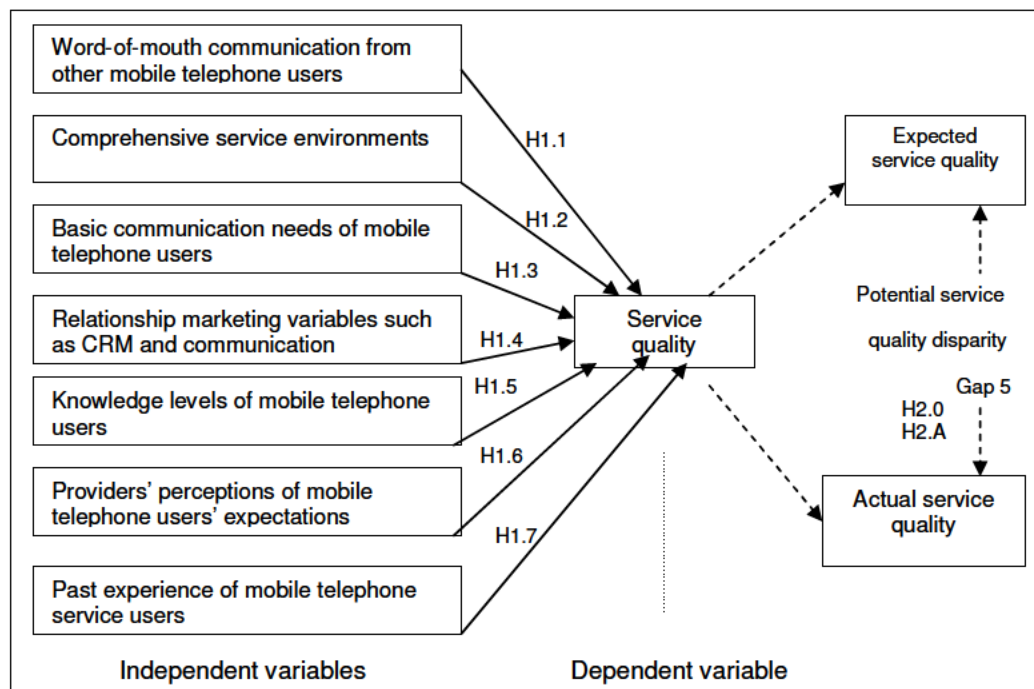 Word-of-mouth communication from
other mobile telephone users
Comprehensive service environments
Basic communication needs of mobile
telephone users
Relationship marketing variables such
as CRM and communication
Knowledge levels of mobile telephone
users
Providers' perceptions of mobile
telephone users' expectations
Past experience of mobile telephone
service users
H1.1
H1.2
H1.3
H1.4
H1.5
H1.6
H1.7
Service
quality
Expected
service quality
Potential service
quality disparity
Gap 5
H2.0
H2.A
Actual service
quality
Independent variables
Dependent variable